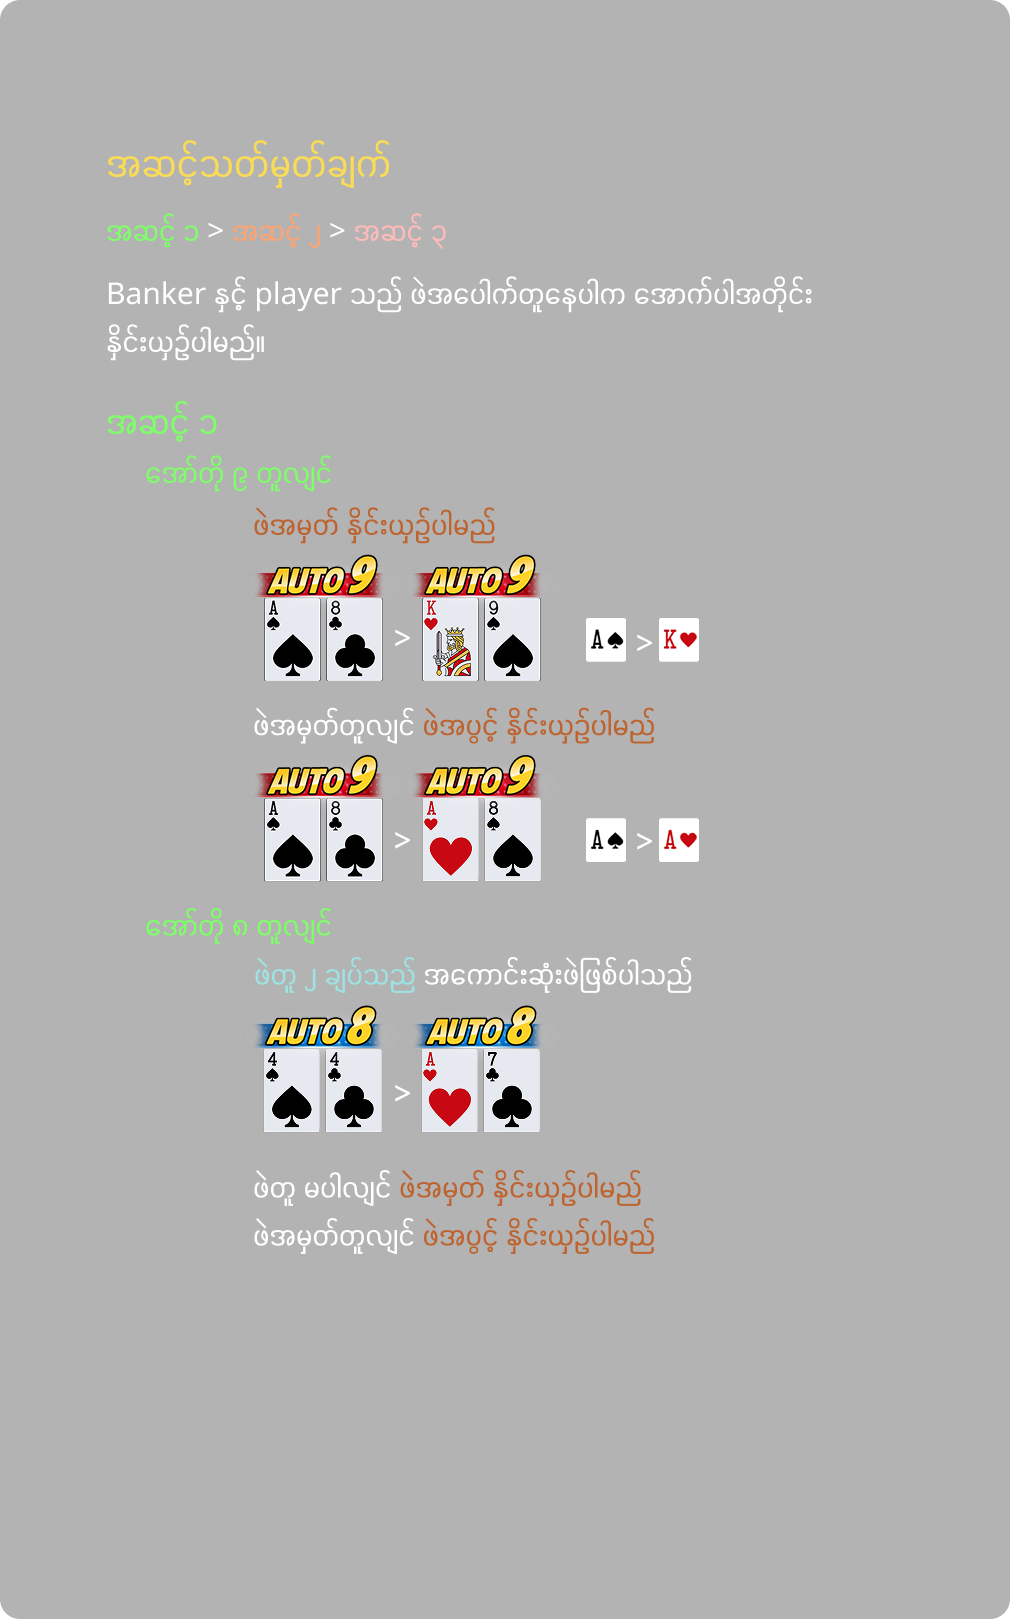 အဆင့်သတ်မှတ်ချက်
အဆင့် ၁ > အဆင့် ၂ > အဆင့် ၃
Banker နှင့် player သည် ဖဲအပေါက်တူနေပါက အောက်ပါအတိုင်း
နှိင်းယှဥ်ပါမည်။
အဆင့် ၁
အော်တို ၉ တူလျင်
ဖဲအမှတ် နှိင်းယှဥ်ပါမည်
AUTO 9 AUTO 9
A 8 > K 9 A > K
ဖဲအမှတ်တူလျင် ဖဲအပွင့် နှိင်းယှဥ်ပါမည်
AUTO 9 AUTO 9
A 8 > A 8 A > A
အော်တို ၈ တူလျင်
ဖဲတူ ၂ ချပ်သည် အကောင်းဆုံးဖဲဖြစ်ပါသည်
AUTO 8 AUTO 8
4 4 > A 7
ဖဲတူ မပါလျင် ဖဲအမှတ် နှိင်းယှဥ်ပါမည်
ဖဲအမှတ်တူလျင် ဖဲအပွင့် နှိင်းယှဥ်ပါမည်